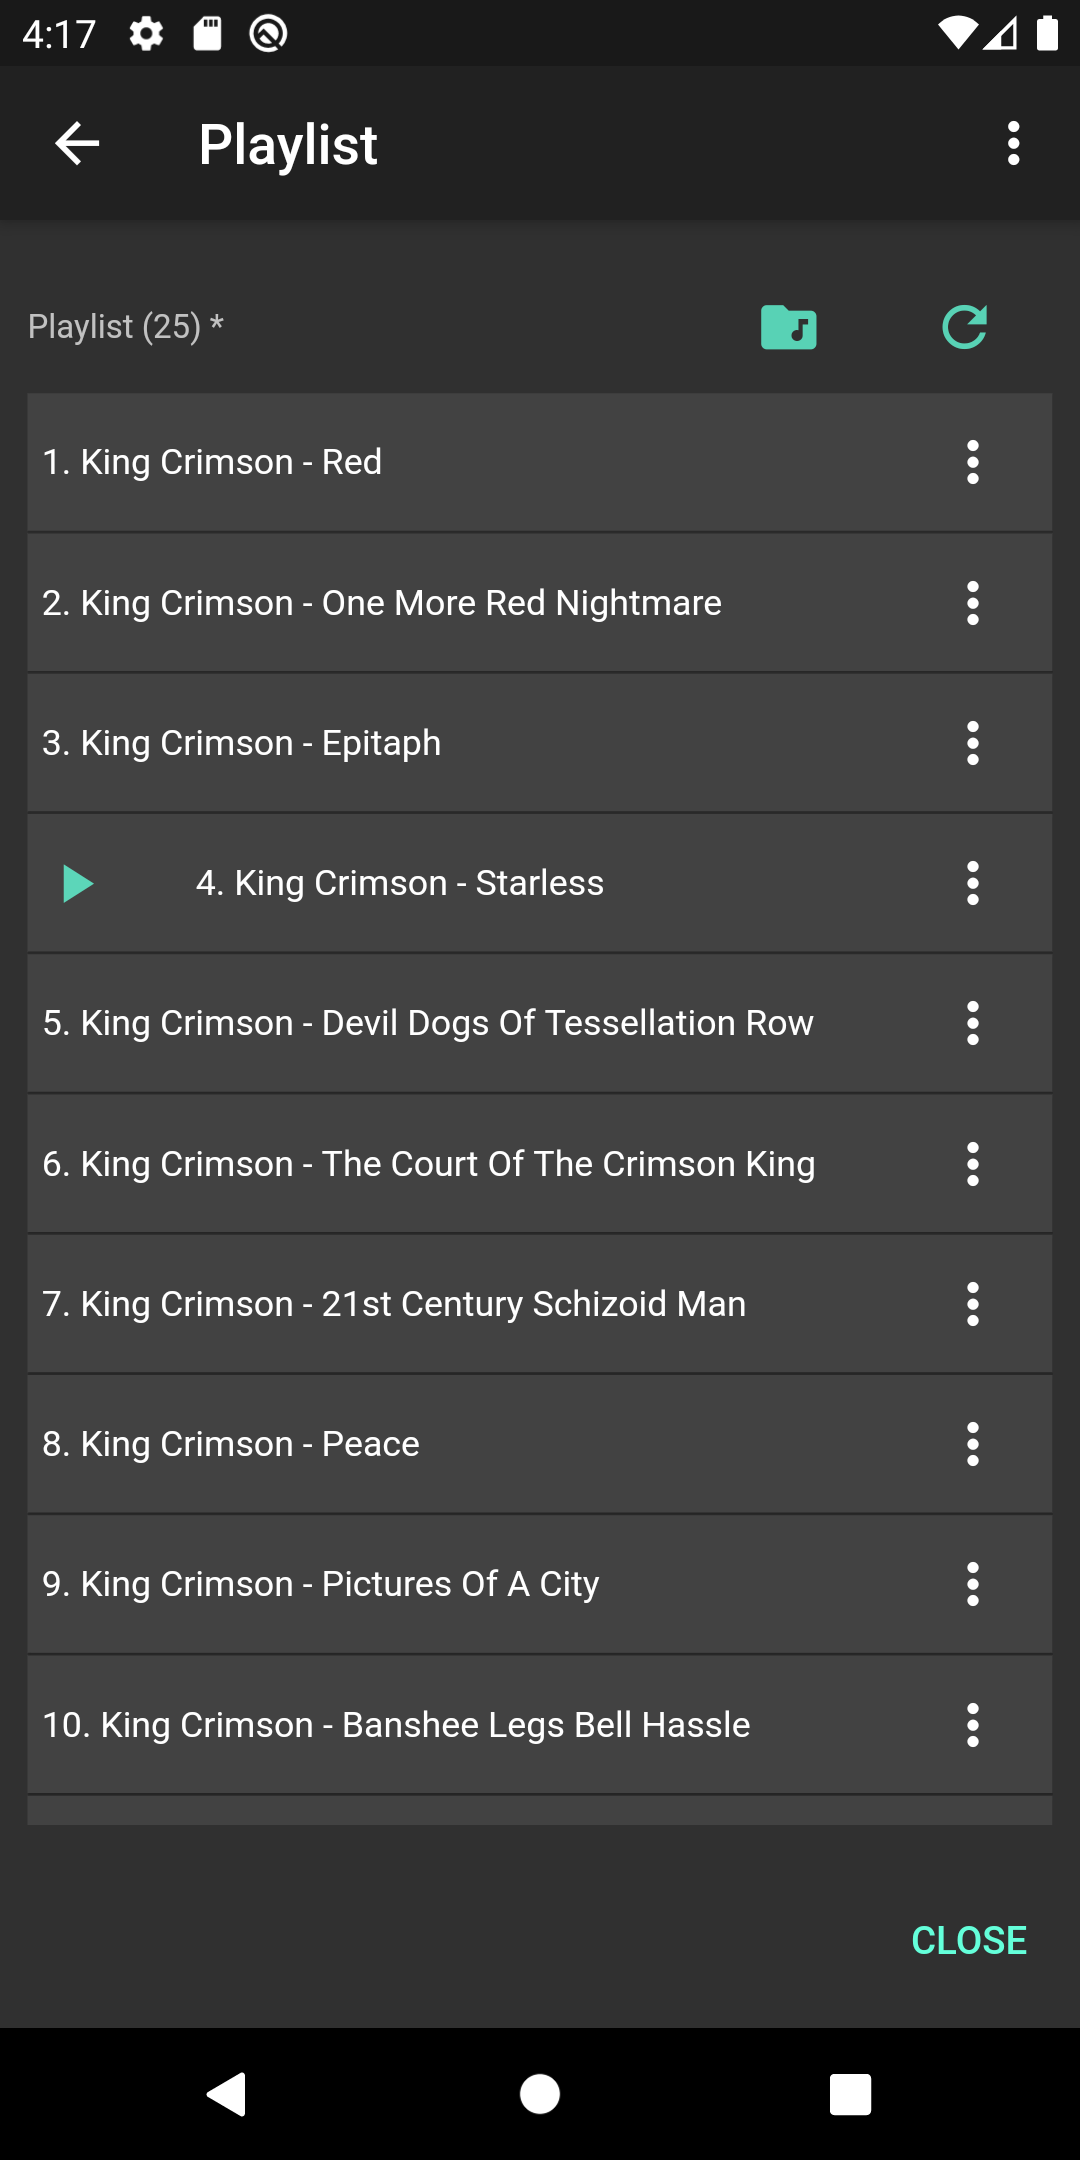 4:17
Playlist
Playlist (25) *
1. King Crimson - Red
2. King Crimson - One More Red Nightmare
3. King Crimson - Epitaph
4. King Crimson - Starless
5. King Crimson - Devil Dogs Of Tessellation Row
6. King Crimson - The Court Of The Crimson King
7. King Crimson - 21st Century Schizoid Man
8. King Crimson - Peace
9. King Crimson - Pictures Of A City
10. King Crimson - Banshee Legs Bell Hassle
CLOSE